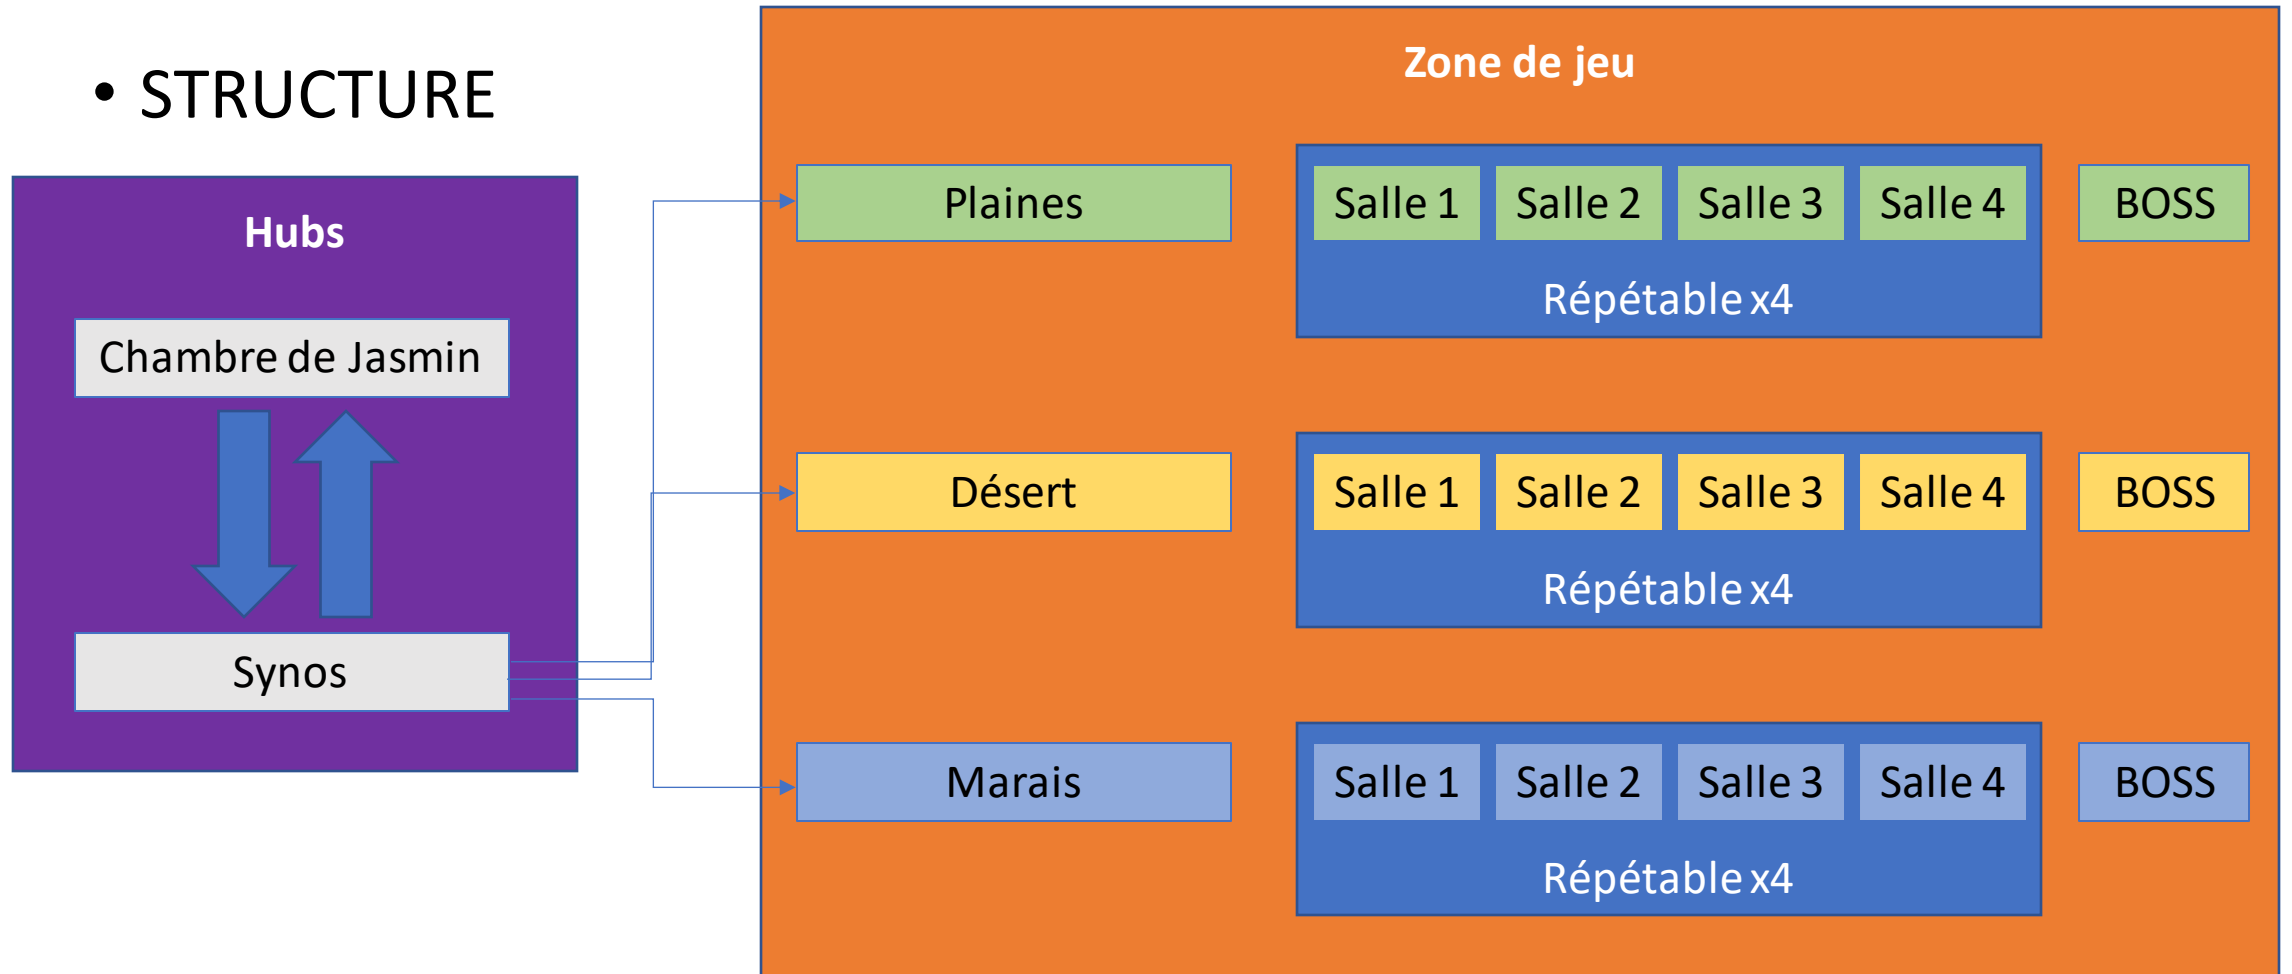 • STRUCTURE
Hubs
Chambre de Jasmin
Synos
Zone de jeu
Plaines
Salle 1 Salle 2 Salle 3 Salle 4
Répétable x4
BOSS
Désert
Salle 1 Salle 2 Salle 3 Salle 4
Répétable x4
BOSS
Marais
Salle 1 Salle 2 Salle 3 Salle 4
Répétable x4
BOSS